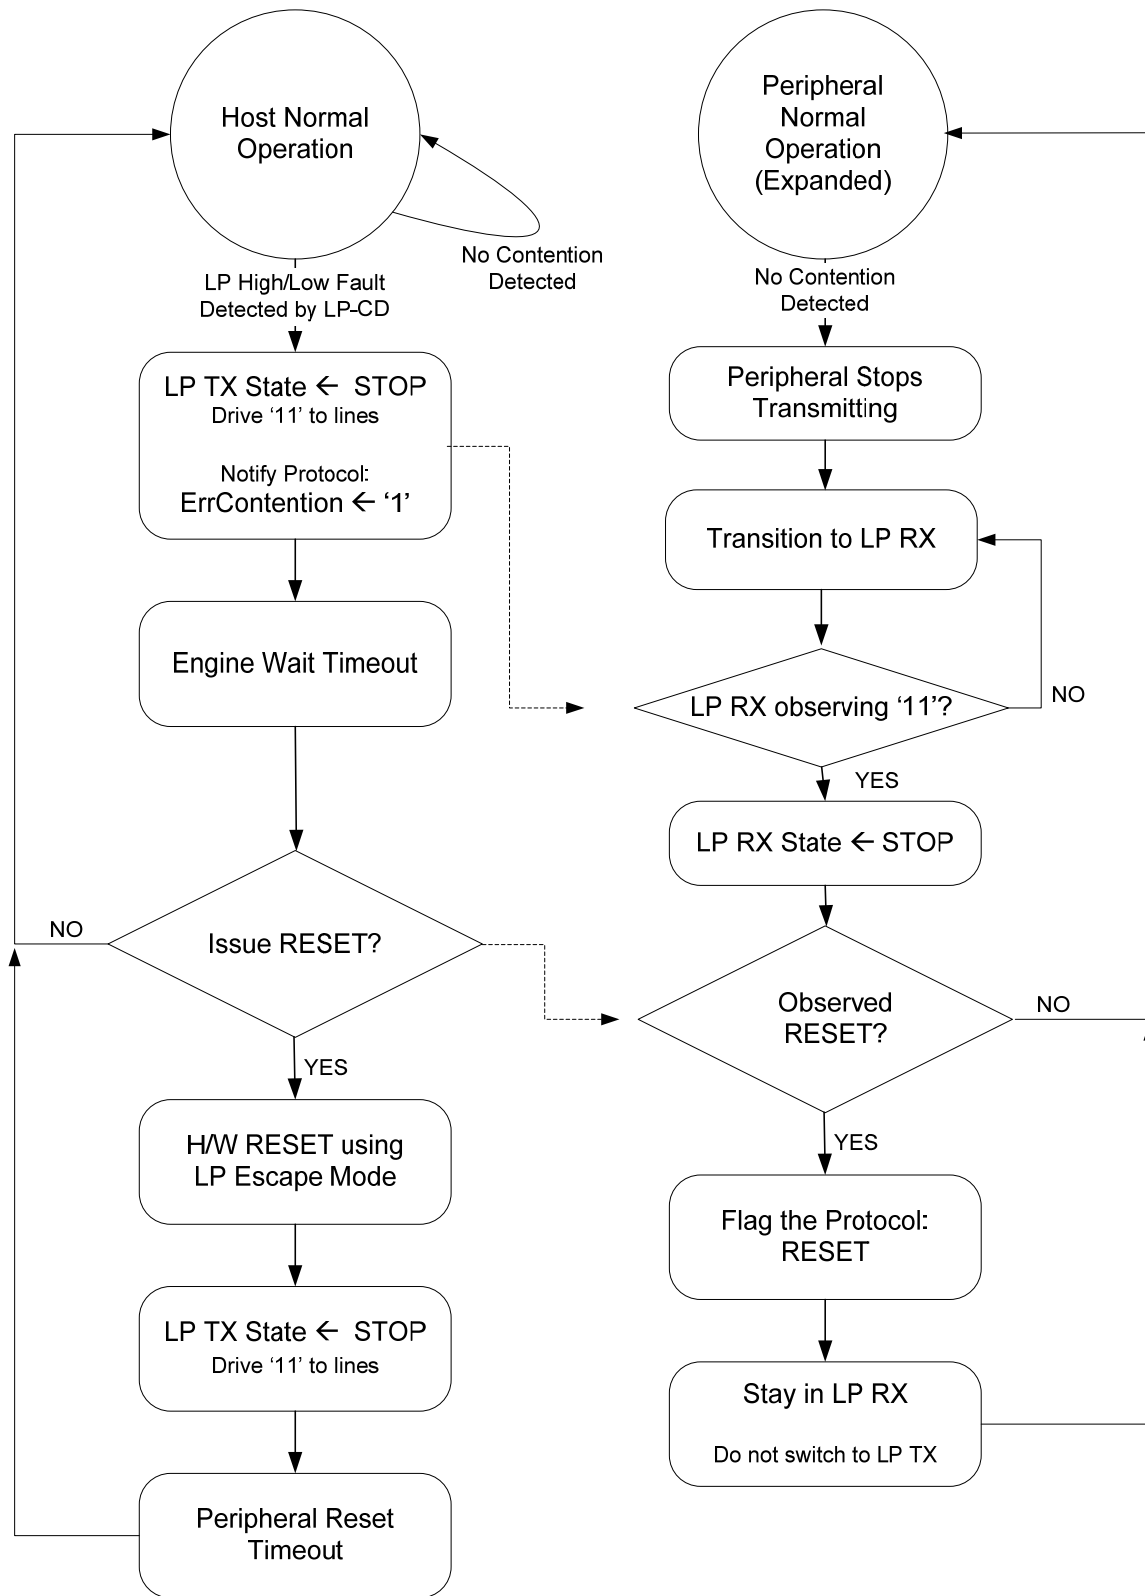 Host Normal
Operation
No Contention
Detected
LP High/Low Fault
Detected by LP-CD
LP TX State ← STOP
Drive ‘11’ to lines
Notify Protocol:
ErrContention ← ‘1’
Engine Wait Timeout
Issue RESET?
NO
YES
H/W RESET using
LP Escape Mode
LP TX State ← STOP
Drive ‘11’ to lines
Peripheral Reset
Timeout
Peripheral
Normal
Operation
(Expanded)
No Contention
Detected
Peripheral Stops
Transmitting
Transition to LP RX
LP RX observing ‘11’?
NO
YES
LP RX State ← STOP
Observed
RESET?
NO
YES
Flag the Protocol:
RESET
Stay in LP RX
Do not switch to LP TX